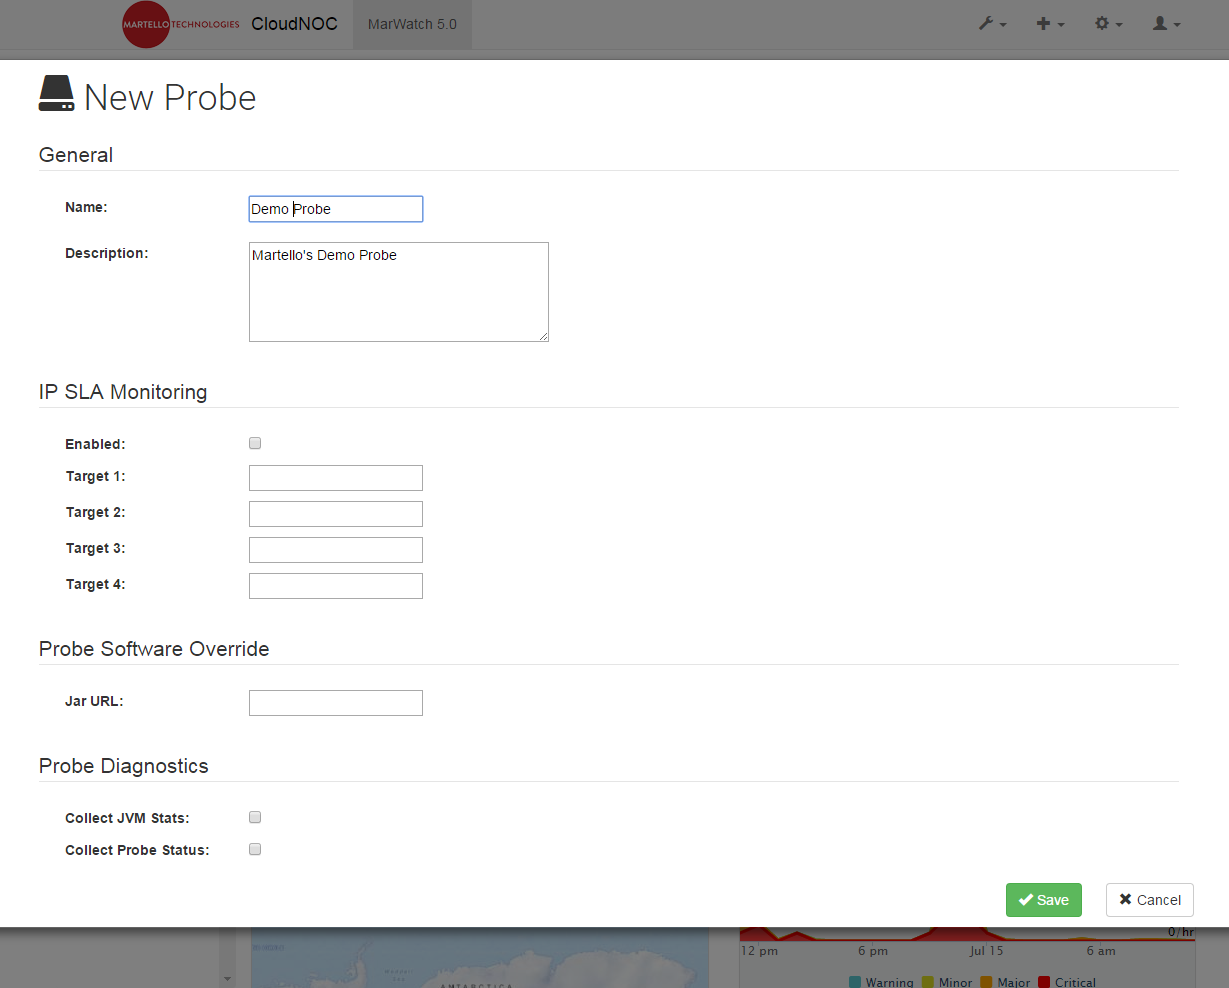 MARTELLO TECHNOLOGIES CloudNOC MarWatch 5.0
New Probe
General
Name: Demo Probe
Description: Martello's Demo Probe
IP SLA Monitoring
Enabled:
Target 1:
Target 2:
Target 3:
Target 4:
Probe Software Override
Jar URL:
Probe Diagnostics
Collect JVM Stats:
Collect Probe Status:
Save Cancel
0/hr
12 pm 6 pm Jul 15 6 am
ANTARCTICA
Warning Minor Major Critical